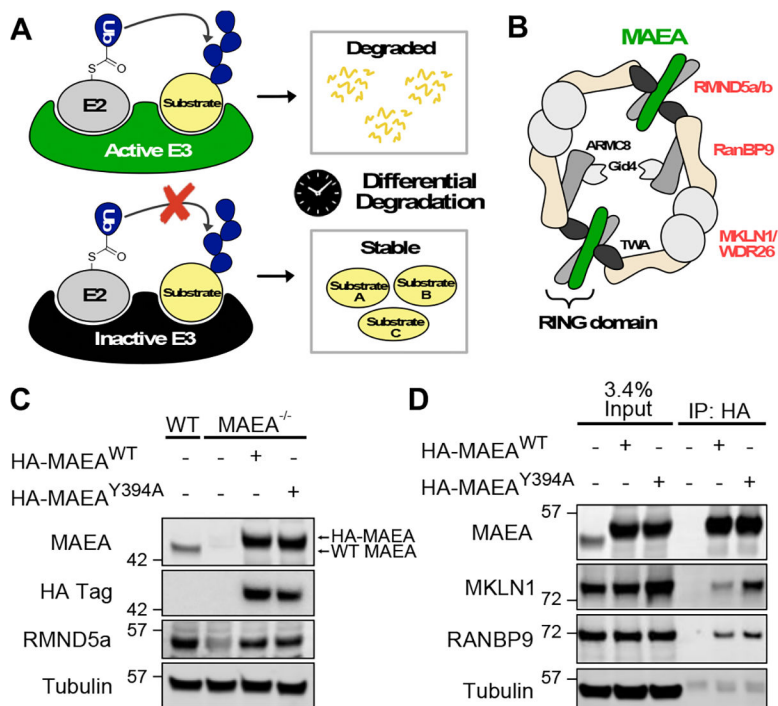 A
Ub
S
O
E2
Substrate
Active E3
Degraded
Differential
Degradation
Ub
S
O
E2
Substrate
Inactive E3
Stable
Substrate
A
Substrate
B
Substrate
C
B
MAEA
RMND5a/b
ARMC8
Gid4
RanBP9
TWA
MKLN1/
WDR26
RING domain
C
WT MAEA-/-
HA-MAEAWT - - + -
HA-MAEAY394A - - - +
MAEA 42 ←HA-MAEA
←WT MAEA
HA Tag 42
RMND5a 57
Tubulin 57
D
3.4%
Input IP: HA
HA-MAEAWT - + - - + -
HA-MAEAY394A - - + - - +
MAEA 57
MKLN1 72
RANBP9 72
Tubulin 57